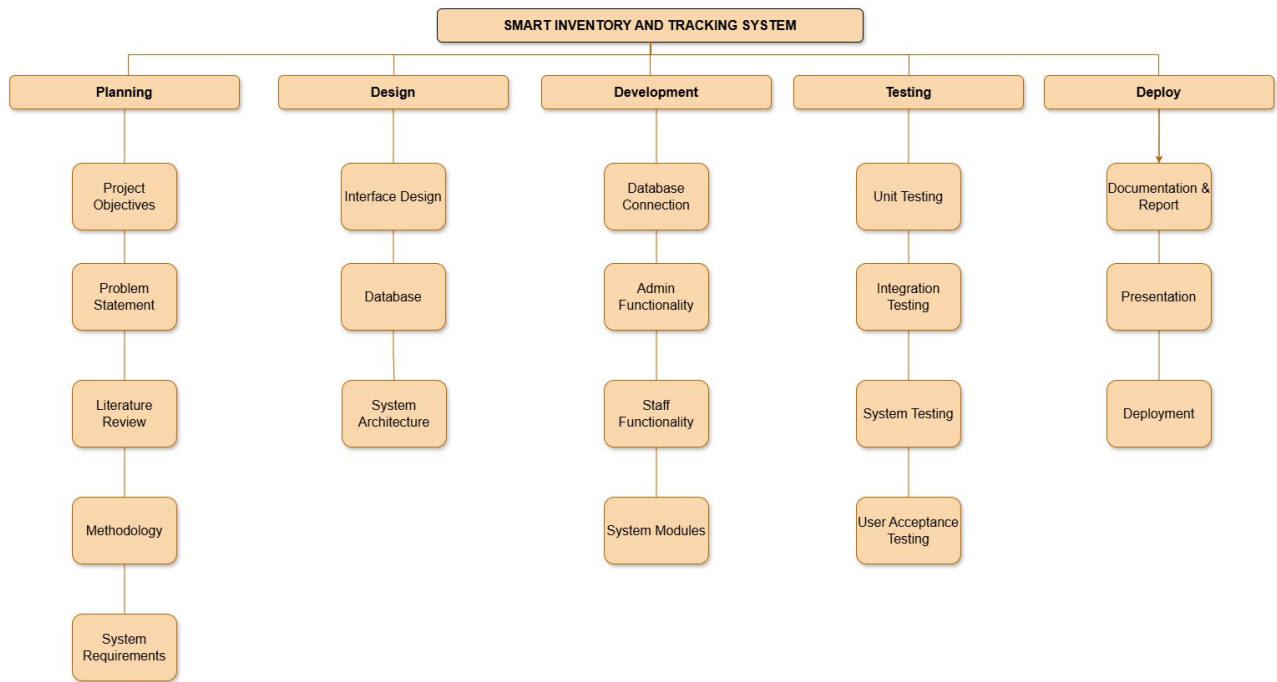 SMART INVENTORY AND TRACKING SYSTEM
Planning
Design
Development
Testing
Deploy
Project
Objectives
Interface Design
Database
Connection
Unit Testing
Documentation &
Report
Problem
Statement
Database
Admin
Functionality
Integration
Testing
Presentation
Literature
Review
System
Architecture
Staff
Functionality
System Testing
Deployment
Methodology
System Modules
User Acceptance
Testing
System
Requirements